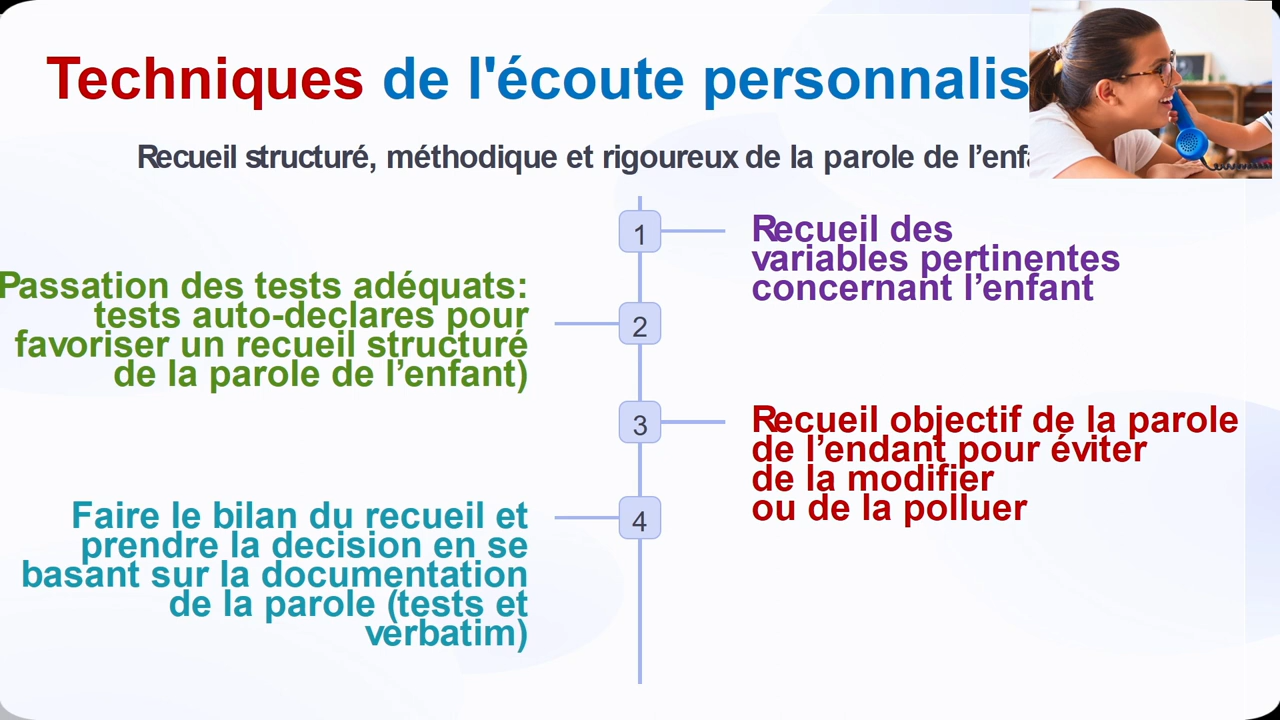 Techniques de l'écoute personnalis
Recueil structuré, méthodique et rigoureux de la parole de l’enfa
1
Recueil des
variables pertinentes
concernant l’enfant
Passation des tests adéquats:
tests auto-declares pour
favoriser un recueil structuré
de la parole de l’enfant)
2
3
Recueil objectif de la parole
de l’endant pour éviter
de la modifier
ou de la polluer
Faire le bilan du recueil et
prendre la decision en se
basant sur la documentation
de la parole (tests et
verbatim)
4